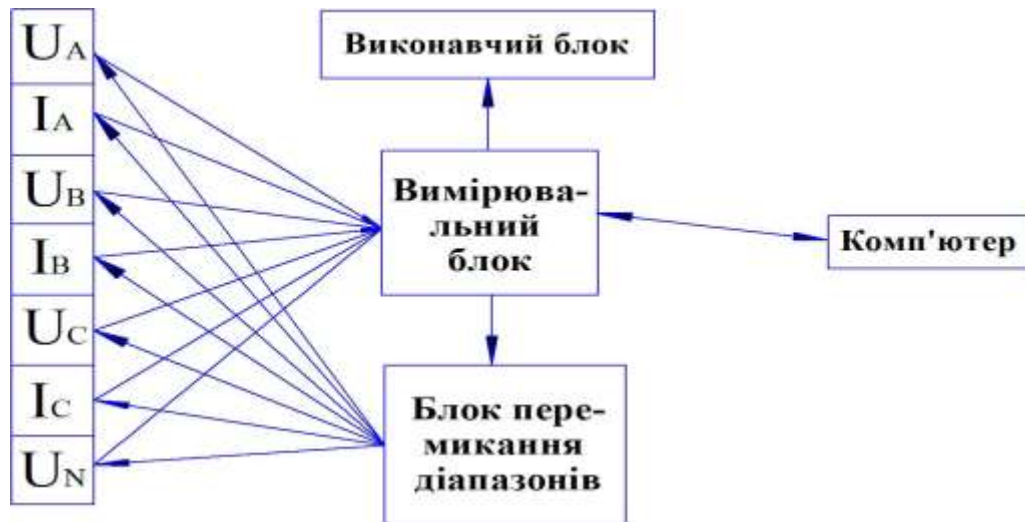 UA
IA
UB
IB
UC
IC
UN
Виконавчий блок
Вимірюва-
льний
блок
Комп'ютер
Блок пере-
микання
діапазонів